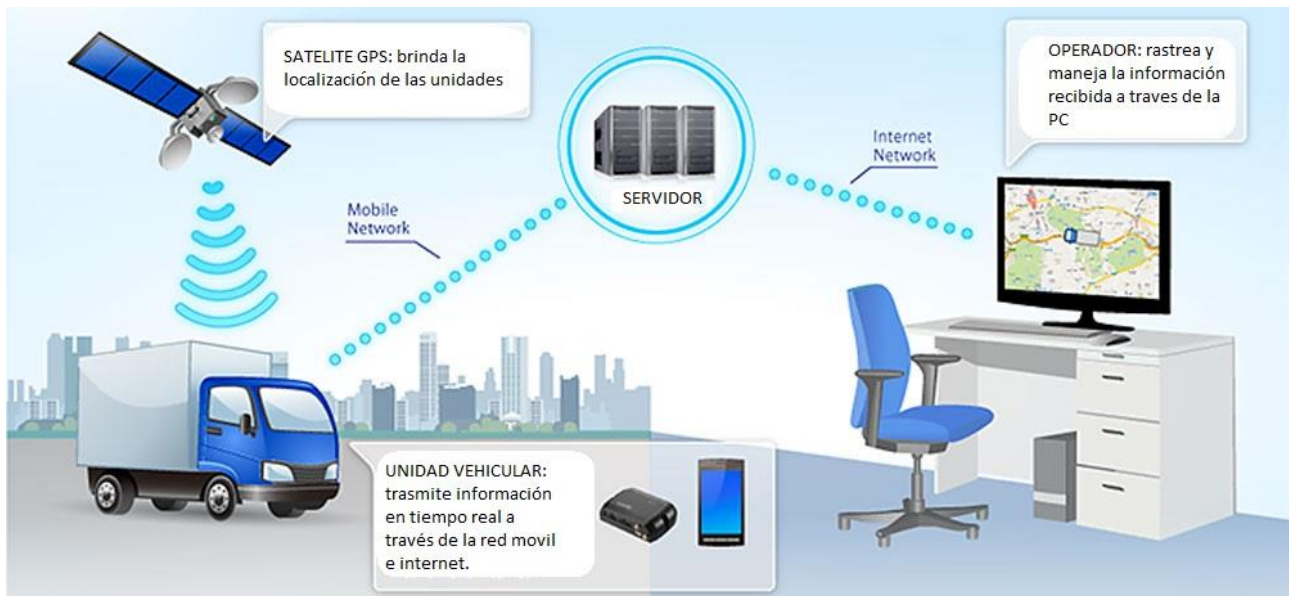 SATELITE GPS: brinda la
localización de las unidades
OPERADOR: rastrea y
maneja la información
recibida a traves de la
PC
Internet
Network
SERVIDOR
Mobile
Network
UNIDAD VEHICULAR:
trasmite información
en tiempo real a
través de la red movil
e internet.